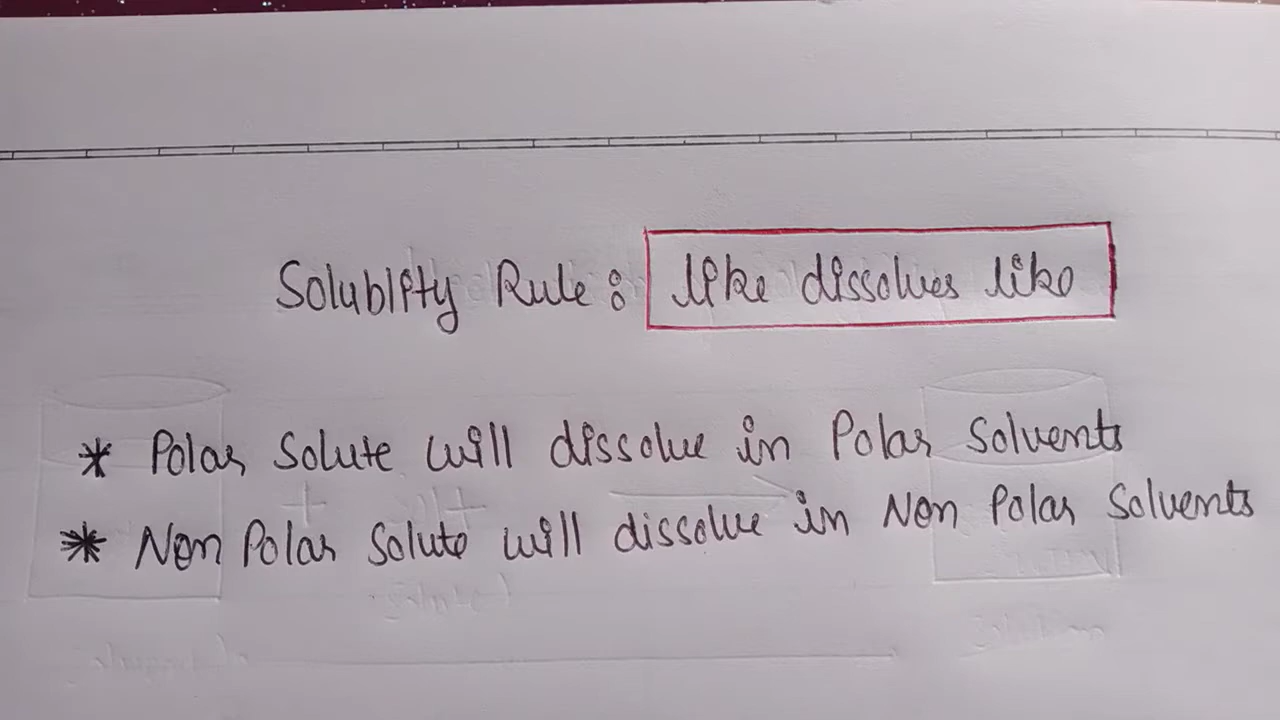 Solublity Rule : like dissolves like
* Polar Solute will dissolve in Polar Solvents
* Non Polar Solute will dissolve in Non Polar Solvents